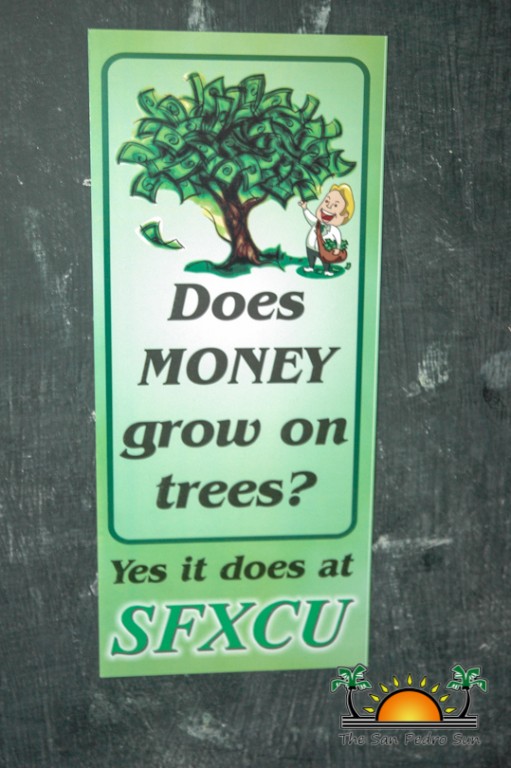 Does
MONEY
grow on
trees?
Yes it does at
SFXCU
The San Pedro Sun